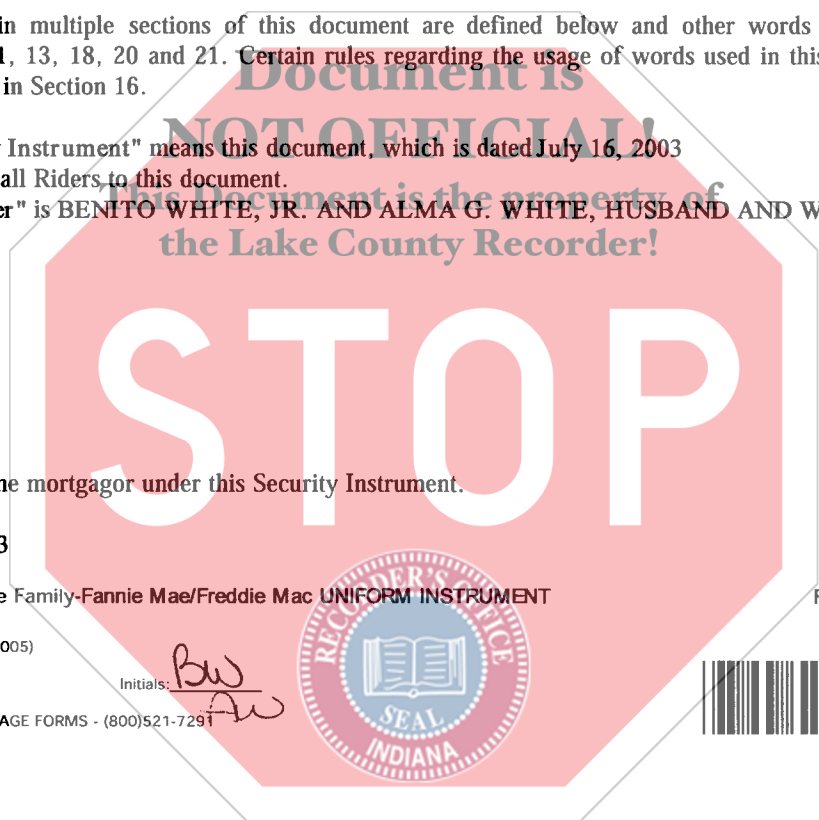 in multiple sections of this document are defined below and other words
, 13, 18, 20 and 21. Certain rules regarding the usage of words used in this
in Section 16.
Document is
NOT OFFICIAL!
Instrument" means this document, which is dated July 16, 2003
all Riders to this document.
This Document is the property of
er" is BENITO WHITE, JR. AND ALMA G. WHITE, HUSBAND AND W
the Lake County Recorder!
STOP
he mortgagor under this Security Instrument.
3
e Family-Fannie Mae/Freddie Mac UNIFORM INSTRUMENT
RECORDER'S OFFICE
005)
Initials: BW
AW
AGE FORMS - (800)521-7291
SEAL
INDIANA